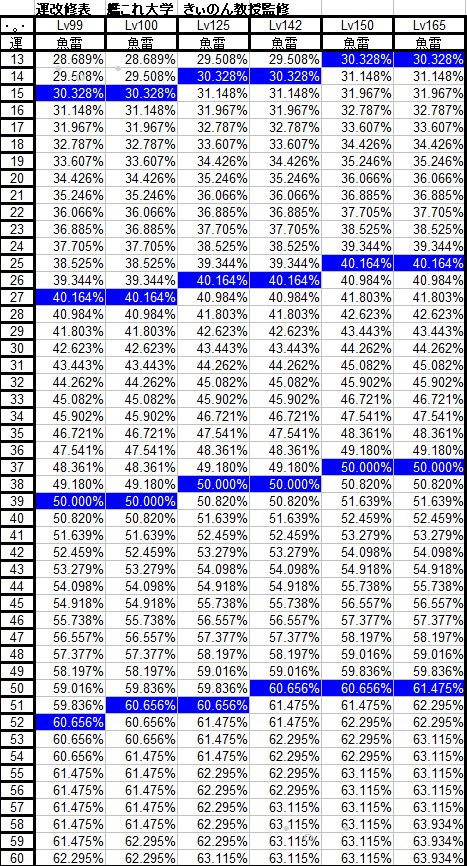 運改修表 艦これ大学 きぃのん教授監修
・。・ Lv99 Lv100 Lv125 Lv142 Lv150 Lv165
運 魚雷 魚雷 魚雷 魚雷 魚雷 魚雷
13 28.689% 28.689% 29.508% 29.508% 30.328% 30.328%
14 29.508% 29.508% 30.328% 30.328% 31.148% 31.148%
15 30.328% 30.328% 31.148% 31.148% 31.967% 31.967%
16 31.148% 31.148% 31.967% 31.967% 32.787% 32.787%
17 31.967% 31.967% 32.787% 32.787% 33.607% 33.607%
18 32.787% 32.787% 33.607% 33.607% 34.426% 34.426%
19 33.607% 33.607% 34.426% 34.426% 35.246% 35.246%
20 34.426% 34.426% 35.246% 35.246% 36.066% 36.066%
21 35.246% 35.246% 36.066% 36.066% 36.885% 36.885%
22 36.066% 36.066% 36.885% 36.885% 37.705% 37.705%
23 36.885% 36.885% 37.705% 37.705% 38.525% 38.525%
24 37.705% 37.705% 38.525% 38.525% 39.344% 39.344%
25 38.525% 38.525% 39.344% 39.344% 40.164% 40.164%
26 39.344% 39.344% 40.164% 40.164% 40.984% 40.984%
27 40.164% 40.164% 40.984% 40.984% 41.803% 41.803%
28 40.984% 40.984% 41.803% 41.803% 42.623% 42.623%
29 41.803% 41.803% 42.623% 42.623% 43.443% 43.443%
30 42.623% 42.623% 43.443% 43.443% 44.262% 44.262%
31 43.443% 43.443% 44.262% 44.262% 45.082% 45.082%
32 44.262% 44.262% 45.082% 45.082% 45.902% 45.902%
33 45.082% 45.082% 45.902% 45.902% 46.721% 46.721%
34 45.902% 45.902% 46.721% 46.721% 47.541% 47.541%
35 46.721% 46.721% 47.541% 47.541% 48.361% 48.361%
36 47.541% 47.541% 48.361% 48.361% 49.180% 49.180%
37 48.361% 48.361% 49.180% 49.180% 50.000% 50.000%
38 49.180% 49.180% 50.000% 50.000% 50.820% 50.820%
39 50.000% 50.000% 50.820% 50.820% 51.639% 51.639%
40 50.820% 50.820% 51.639% 51.639% 52.459% 52.459%
41 51.639% 51.639% 52.459% 52.459% 53.279% 53.279%
42 52.459% 52.459% 53.279% 53.279% 54.098% 54.098%
43 53.279% 53.279% 54.098% 54.098% 54.918% 54.918%
44 54.098% 54.098% 54.918% 54.918% 55.738% 55.738%
45 54.918% 54.918% 55.738% 55.738% 56.557% 56.557%
46 55.738% 55.738% 56.557% 56.557% 57.377% 57.377%
47 56.557% 56.557% 57.377% 57.377% 58.197% 58.197%
48 57.377% 57.377% 58.197% 58.197% 59.016% 59.016%
49 58.197% 58.197% 59.016% 59.016% 59.836% 59.836%
50 59.016% 59.836% 59.836% 60.656% 60.656% 61.475%
51 59.836% 60.656% 60.656% 61.475% 61.475% 62.295%
52 60.656% 60.656% 61.475% 61.475% 62.295% 62.295%
53 60.656% 60.656% 61.475% 61.475% 62.295% 63.115%
54 60.656% 61.475% 61.475% 62.295% 62.295% 63.115%
55 61.475% 61.475% 62.295% 62.295% 63.115% 63.115%
56 61.475% 61.475% 62.295% 62.295% 63.115% 63.115%
57 61.475% 61.475% 62.295% 63.115% 63.115% 63.115%
58 61.475% 61.475% 62.295% 63.115% 63.115% 63.934%
59 61.475% 62.295% 62.295% 63.115% 63.115% 63.934%
60 62.295% 62.295% 63.115% 63.115% 63.934% 63.934%